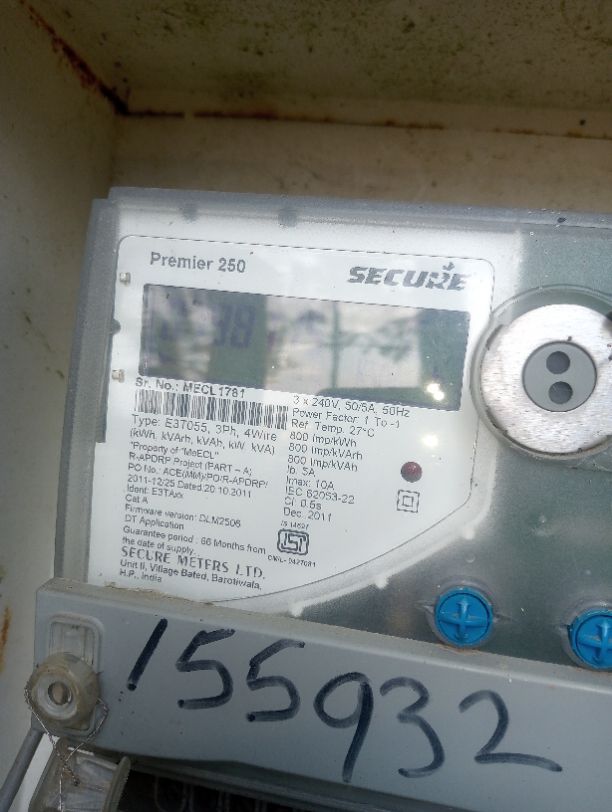 Premier 250
SECURE
Sr. No.: MECL1781
3 x 240V, 50/5A, 50Hz
Power Factor: 1 To -1
Ref. Temp. 27°C
Type: E3T055, 3Ph, 4Wire
800 imp/kWh
(kWh, kVArh, kVAh, kW, kVA)
800 imp/kVArh
"Property of "MeECL"
800 imp/kVAh
R-APDRP Project (PART - A)
Ib. 5A
PO No.: ACE(MM)/PO/R-APDRP/
Imax: 10A
2011-12/25 Dated:20.10.2011
IEC 62053-22
Cl. 0.5s
Cat A
Dec. 2011
Firmware version: DLM2506
DT Application
IS 14697
Guarantee period : 66 Months from
the date of supply.
ISI
SECURE METERS LTD.
Unit II, Village Bated, Barotiwala,
H.P., India
155932